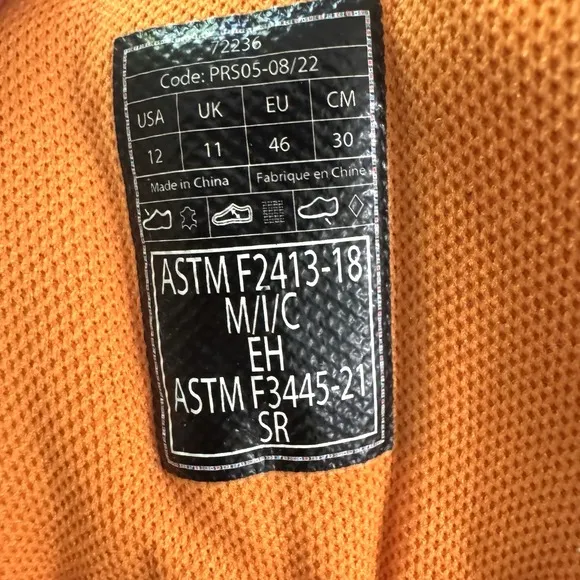 72236
Code: PRS05-08/22
USA UK EU CM
12 11 46 30
Made in China Fabrique en Chine
ASTM F2413-18
M/I/C
EH
ASTM F3445-21
SR